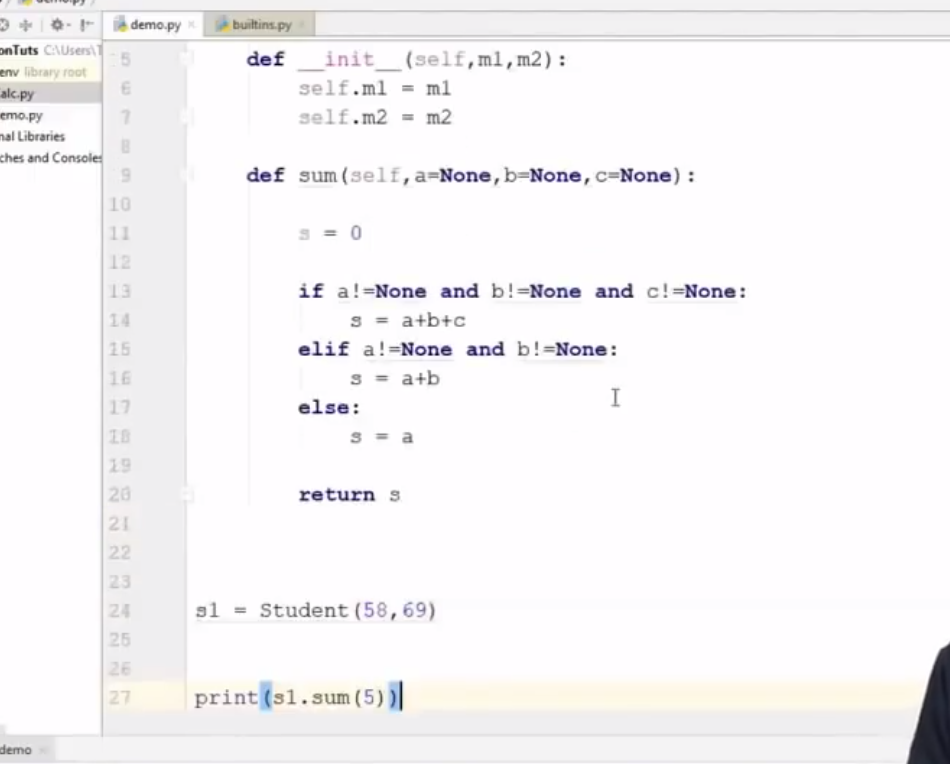 demo.py
demo.py
builtins.py
onTuts C:\Users\T
env library root
alc.py
emo.py
nal Libraries
ches and Consoles
5 def __init__(self,m1,m2):
6 self.m1 = m1
7 self.m2 = m2
8
9 def sum(self,a=None,b=None,c=None):
10
11 s = 0
12
13 if a!=None and b!=None and c!=None:
14 s = a+b+c
15 elif a!=None and b!=None:
16 s = a+b
17 else:
18 s = a
19
20 return s
21
22
23
24 s1 = Student(58,69)
25
26
27 print(s1.sum(5))
demo